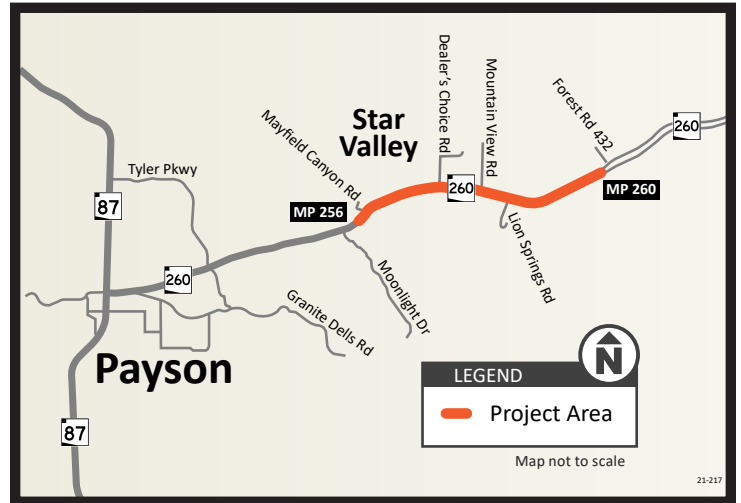 Dealer's Choice Rd
Mountain View Rd
Forest Rd 432
260
Star
Valley
Mayfield Canyon Rd
Tyler Pkwy
87
MP 256
260
MP 260
Lion Springs Rd
260
Moonlight Dr
Granite Dells Rd
Payson
87
N
LEGEND
Project Area
Map not to scale
21-217